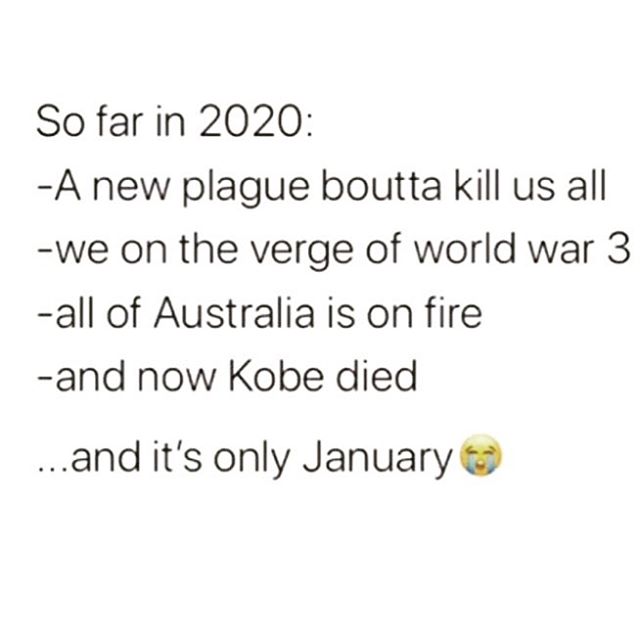 So far in 2020:
-A new plague boutta kill us all
-we on the verge of world war 3
-all of Australia is on fire
-and now Kobe died
...and it's only January😭